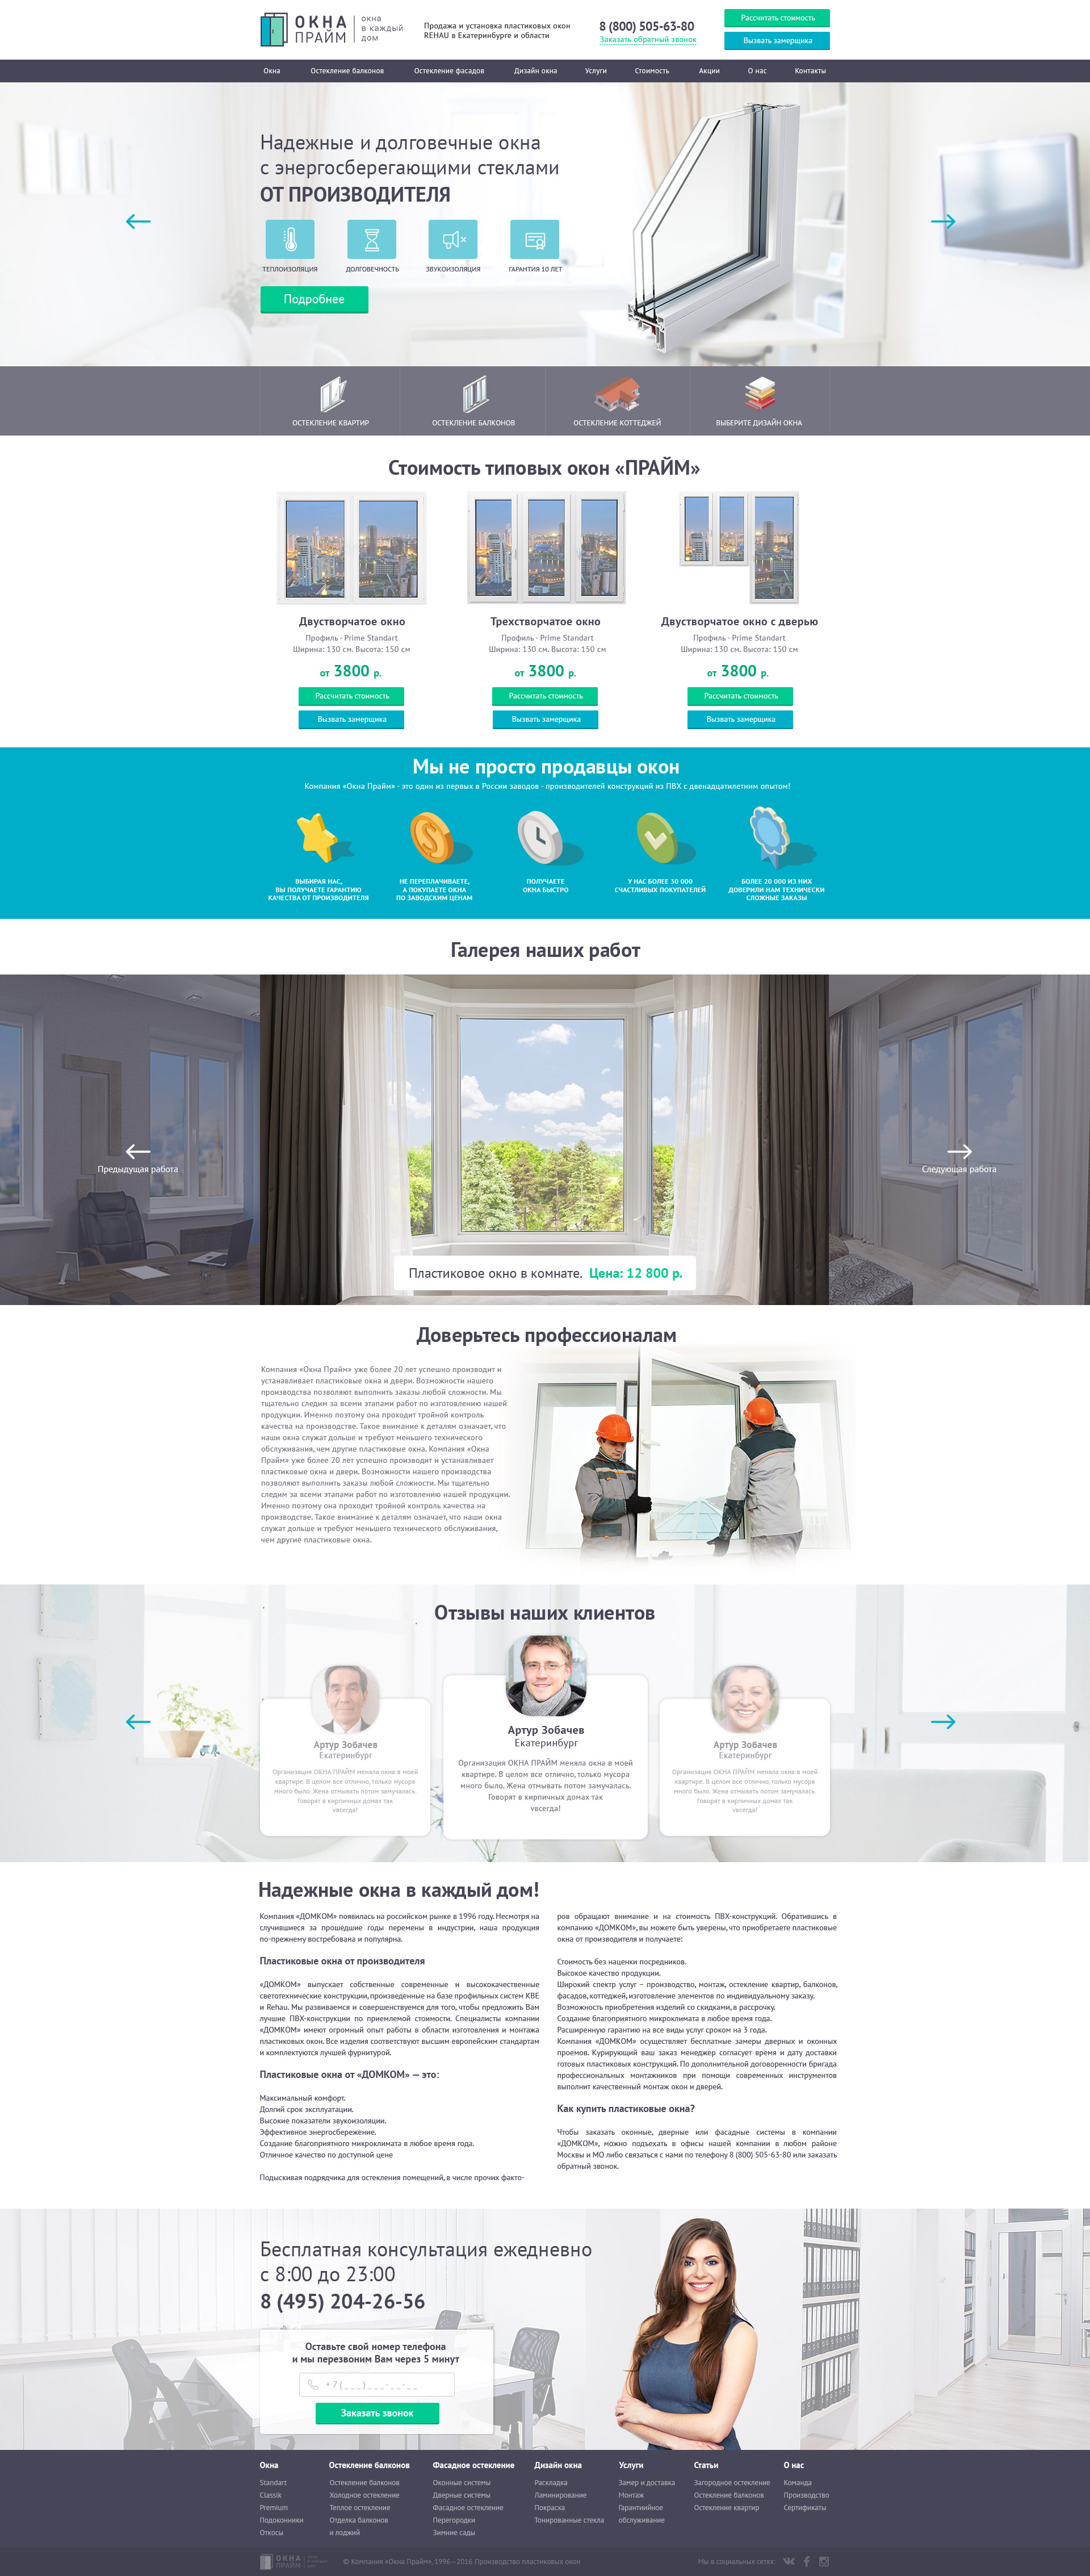 ОКНА
ПРАЙМ
окна
в каждый
дом
Продажа и установка пластиковых окон
REHAU в Екатеринбурге и области
8 (800) 505-63-80
Заказать обратный звонок
Рассчитать стоимость
Вызвать замерщика
Окна Остекление балконов Остекление фасадов Дизайн окна Услуги Стоимость Акции О нас Контакты
Надежные и долговечные окна
с энергосберегающими стеклами
ОТ ПРОИЗВОДИТЕЛЯ
ТЕПЛОИЗОЛЯЦИЯ ДОЛГОВЕЧНОСТЬ ЗВУКОИЗОЛЯЦИЯ ГАРАНТИЯ 10 ЛЕТ
Подробнее
ОСТЕКЛЕНИЕ КВАРТИР ОСТЕКЛЕНИЕ БАЛКОНОВ ОСТЕКЛЕНИЕ КОТТЕДЖЕЙ ВЫБЕРИТЕ ДИЗАЙН ОКНА
Стоимость типовых окон «ПРАЙМ»
Двустворчатое окно
Профиль - Prime Standart
Ширина: 130 см. Высота: 150 см
от 3800 р.
Рассчитать стоимость
Вызвать замерщика
Трехстворчатое окно
Профиль - Prime Standart
Ширина: 130 см. Высота: 150 см
от 3800 р.
Рассчитать стоимость
Вызвать замерщика
Двустворчатое окно с дверью
Профиль - Prime Standart
Ширина: 130 см. Высота: 150 см
от 3800 р.
Рассчитать стоимость
Вызвать замерщика
Мы не просто продавцы окон
Компания «Окна Прайм» - это один из первых в России заводов - производителей конструкций из ПВХ с двенадцатилетним опытом!
ВЫБИРАЯ НАС,
ВЫ ПОЛУЧАЕТЕ ГАРАНТИЮ
КАЧЕСТВА ОТ ПРОИЗВОДИТЕЛЯ
НЕ ПЕРЕПЛАЧИВАЕТЕ,
А ПОКУПАЕТЕ ОКНА
ПО ЗАВОДСКИМ ЦЕНАМ
ПОЛУЧАЕТЕ
ОКНА БЫСТРО
У НАС БОЛЕЕ 30 000
СЧАСТЛИВЫХ ПОКУПАТЕЛЕЙ
БОЛЕЕ 20 000 ИЗ НИХ
ДОВЕРИЛИ НАМ ТЕХНИЧЕСКИ
СЛОЖНЫЕ ЗАКАЗЫ
Галерея наших работ
Предыдущая работа
Следующая работа
Пластиковое окно в комнате. Цена: 12 800 р.
Доверьтесь профессионалам
Компания «Окна Прайм» уже более 20 лет успешно производит и
устанавливает пластиковые окна и двери. Возможности нашего
производства позволяют выполнить заказы любой сложности. Мы
тщательно следим за всеми этапами работ по изготовлению нашей
продукции. Именно поэтому она проходит тройной контроль
качества на производстве. Такое внимание к деталям означает, что
наши окна служат дольше и требуют меньшего технического
обслуживания, чем другие пластиковые окна. Компания «Окна
Прайм» уже более 20 лет успешно производит и устанавливает
пластиковые окна и двери. Возможности нашего производства
позволяют выполнить заказы любой сложности. Мы тщательно
следим за всеми этапами работ по изготовлению нашей продукции.
Именно поэтому она проходит тройной контроль качества на
производстве. Такое внимание к деталям означает, что наши окна
служат дольше и требуют меньшего технического обслуживания,
чем другие пластиковые окна.
Отзывы наших клиентов
Артур Зобачев
Екатеринбург
Организация ОКНА ПРАЙМ меняла окна в моей
квартире. В целом все отлично, только мусора
много было. Жена отмывать потом замучалась.
Говорят в кирпичных домах так
vвсегда!
Артур Зобачев
Екатеринбург
Организация ОКНА ПРАЙМ меняла окна в моей
квартире. В целом все отлично, только мусора
много было. Жена отмывать потом замучалась.
Говорят в кирпичных домах так
vвсегда!
Артур Зобачев
Екатеринбург
Организация ОКНА ПРАЙМ меняла окна в моей
квартире. В целом все отлично, только мусора
много было. Жена отмывать потом замучалась.
Говорят в кирпичных домах так
vвсегда!
Надежные окна в каждый дом!
Компания «ДОМКОМ» появилась на российском рынке в 1996 году. Несмотря на
случившиеся за прошедшие годы перемены в индустрии, наша продукция
по-прежнему востребована и популярна.
Пластиковые окна от производителя
«ДОМКОМ» выпускает собственные современные и высококачественные
светотехнические конструкции, произведенные на базе профильных систем KBE
и Rehau. Мы развиваемся и совершенствуемся для того, чтобы предложить Вам
лучшие ПВХ-конструкции по приемлемой стоимости. Специалисты компании
«ДОМКОМ» имеют огромный опыт работы в области изготовления и монтажа
пластиковых окон. Все изделия соответствуют высшим европейским стандартам
и комплектуются лучшей фурнитурой.
Пластиковые окна от «ДОМКОМ» — это:
Максимальный комфорт.
Долгий срок эксплуатации.
Высокие показатели звукоизоляции.
Эффективное энергосбережение.
Создание благоприятного микроклимата в любое время года.
Отличное качество по доступной цене
Подыскивая подрядчика для остекления помещений, в числе прочих факто-
ров обращают внимание и на стоимость ПВХ-конструкций. Обратившись в
компанию «ДОМКОМ», вы можете быть уверены, что приобретаете пластиковые
окна от производителя и получаете:
Стоимость без наценки посредников.
Высокое качество продукции.
Широкий спектр услуг – производство, монтаж, остекление квартир, балконов,
фасадов, коттеджей, изготовление элементов по индивидуальному заказу.
Возможность приобретения изделий со скидками, в рассрочку.
Создание благоприятного микроклимата в любое время года.
Расширенную гарантию на все виды услуг сроком на 3 года.
Компания «ДОМКОМ» осуществляет бесплатные замеры дверных и оконных
проемов. Курирующий ваш заказ менеджер согласует время и дату доставки
готовых пластиковых конструкций. По дополнительной договоренности бригада
профессиональных монтажников при помощи современных инструментов
выполнит качественный монтаж окон и дверей.
Как купить пластиковые окна?
Чтобы заказать оконные, дверные или фасадные системы в компании
«ДОМКОМ», можно подъехать в офисы нашей компании в любом районе
Москвы и МО либо связаться с нами по телефону 8 (800) 505-63-80 или заказать
обратный звонок.
Бесплатная консультация ежедневно
с 8:00 до 23:00
8 (495) 204-26-56
Оставьте свой номер телефона
и мы перезвоним Вам через 5 минут
+ 7 ( _ _ _ ) _ _ _ - _ _ - _ _
Заказать звонок
Окна
Standart
Classik
Premium
Подоконники
Откосы
Остекление балконов
Остекление балконов
Холодное остекление
Теплое остекление
Отделка балконов
и лоджий
Фасадное остекление
Оконные системы
Дверные системы
Фасадное остекление
Перегородки
Зимние сады
Дизайн окна
Раскладка
Ламинирование
Покраска
Тонированные стекла
Услуги
Замер и доставка
Монтаж
Гарантийное
обслуживание
Статьи
Загородное остекление
Остекление балконов
Остекление квартир
О нас
Команда
Производство
Сертификаты
ОКНА
ПРАЙМ
© Компания «Окна Прайм», 1996—2016 Производство пластиковых окон
Мы в социальных сетях: